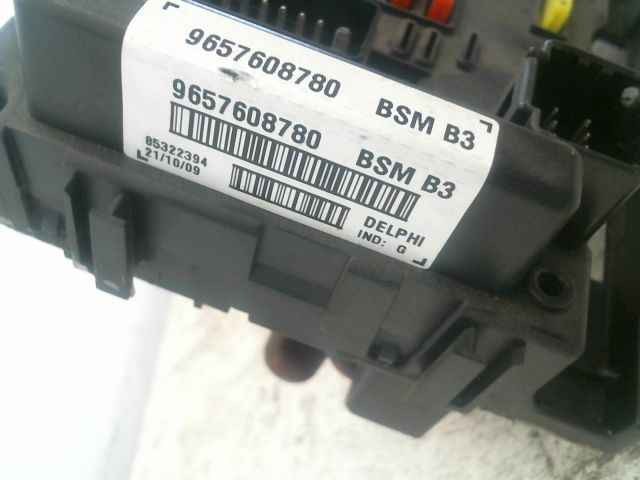 9657608780 BSM B3
9657608780 BSM B3
85322394
21/10/09
DELPHI
IND: G